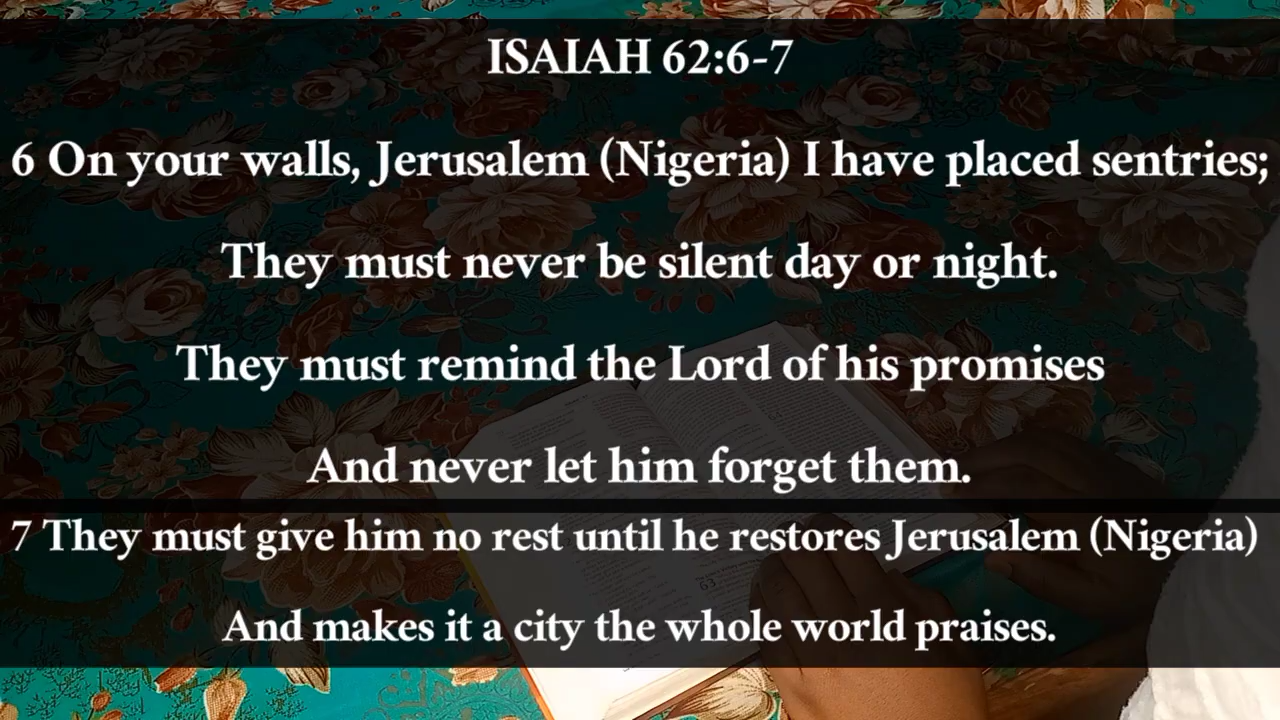 ISAIAH 62:6-7
6 On your walls, Jerusalem (Nigeria) I have placed sentries;
They must never be silent day or night.
They must remind the Lord of his promises
And never let him forget them.
7 They must give him no rest until he restores Jerusalem (Nigeria)
And makes it a city the whole world praises.
63